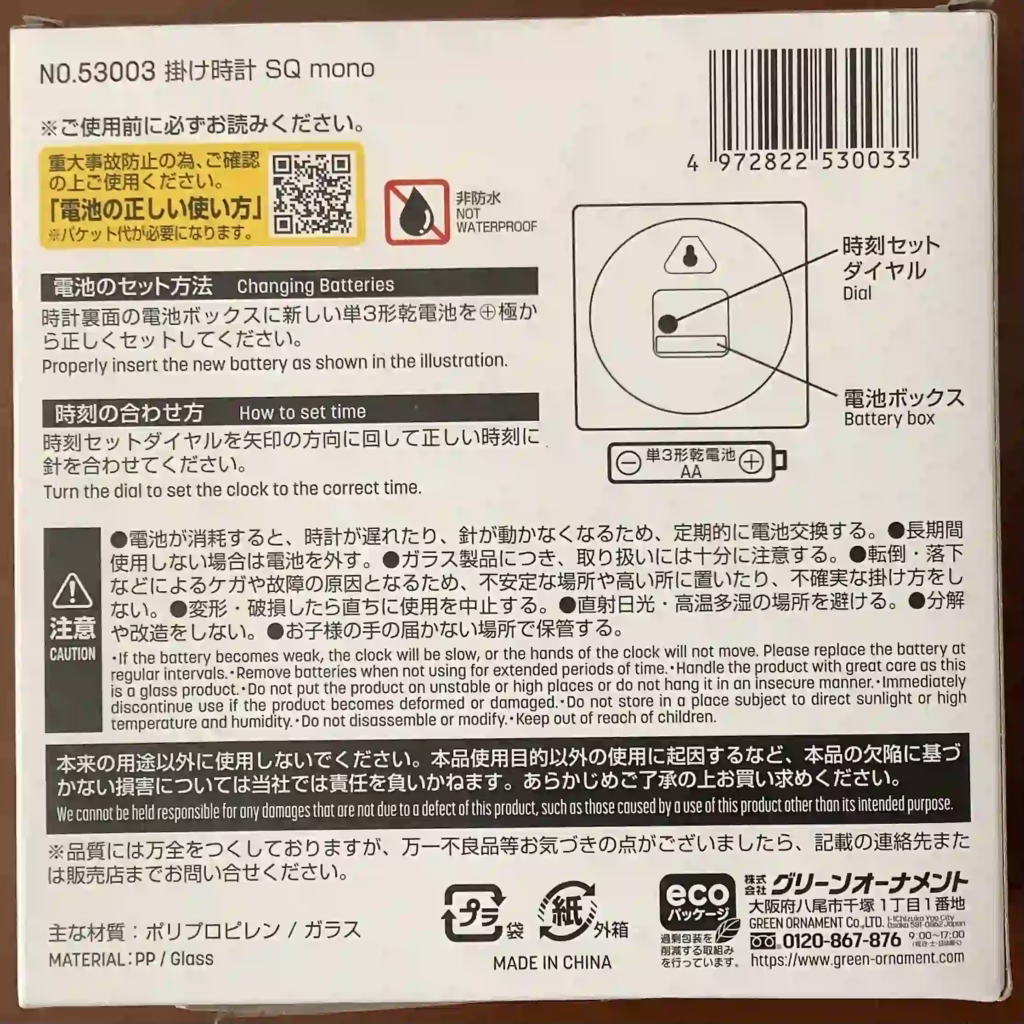 NO.53003 掛け時計 SQ mono
※ご使用前に必ずお読みください。
重大事故防止の為、ご確認
の上ご使用ください。
「電池の正しい使い方」
※パケット代が必要になります。
非防水
NOT
WATERPROOF
4 972822 530033
時刻セット
ダイヤル
Dial
電池ボックス
Battery box
単3形乾電池
AA
電池のセット方法 Changing Batteries
時計裏面の電池ボックスに新しい単3形乾電池を⊕極か
ら正しくセットしてください。
Properly insert the new battery as shown in the illustration.
時刻の合わせ方 How to set time
時刻セットダイヤルを矢印の方向に回して正しい時刻に
針を合わせてください。
Turn the dial to set the clock to the correct time.
注意
CAUTION
●電池が消耗すると、時計が遅れたり、針が動かなくなるため、定期的に電池交換する。●長期間
使用しない場合は電池を外す。●ガラス製品につき、取り扱いには十分に注意する。●転倒・落下
などによるケガや故障の原因となるため、不安定な場所や高い所に置いたり、不確実な掛け方をし
ない。●変形・破損したら直ちに使用を中止する。●直射日光・高温多湿の場所を避ける。●分解
や改造をしない。●お子様の手の届かない場所で保管する。
・If the battery becomes weak, the clock will be slow, or the hands of the clock will not move. Please replace the battery at
regular intervals.・Remove batteries when not using for extended periods of time.・Handle the product with great care as this
is a glass product.・Do not put the product on unstable or high places or do not hang it in an insecure manner.・Immediately
discontinue use if the product becomes deformed or damaged.・Do not store in a place subject to direct sunlight or high
temperature and humidity.・Do not disassemble or modify.・Keep out of reach of children.
本来の用途以外に使用しないでください。本品使用目的以外の使用に起因するなど、本品の欠陥に基づ
かない損害については当社では責任を負いかねます。あらかじめご了承の上お買い求めください。
We cannot be held responsible for any damages that are not due to a defect of this product, such as those caused by a use of this product other than its intended purpose.
※品質には万全をつくしておりますが、万一不良品等お気づきの点がございましたら、記載の連絡先また
は販売店までお問い合せください。
主な材質：ポリプロピレン / ガラス
MATERIAL:PP / Glass
プラ 袋
紙 外箱
MADE IN CHINA
eco
パッケージ
過剰包装を
削減する取組み
を行っています。
株式会社 グリーンオーナメント
大阪府八尾市千塚1丁目1番地
GREEN ORNAMENT Co.,LTD.
0120-867-876 9:00~17:00
https://www.green-ornament.com